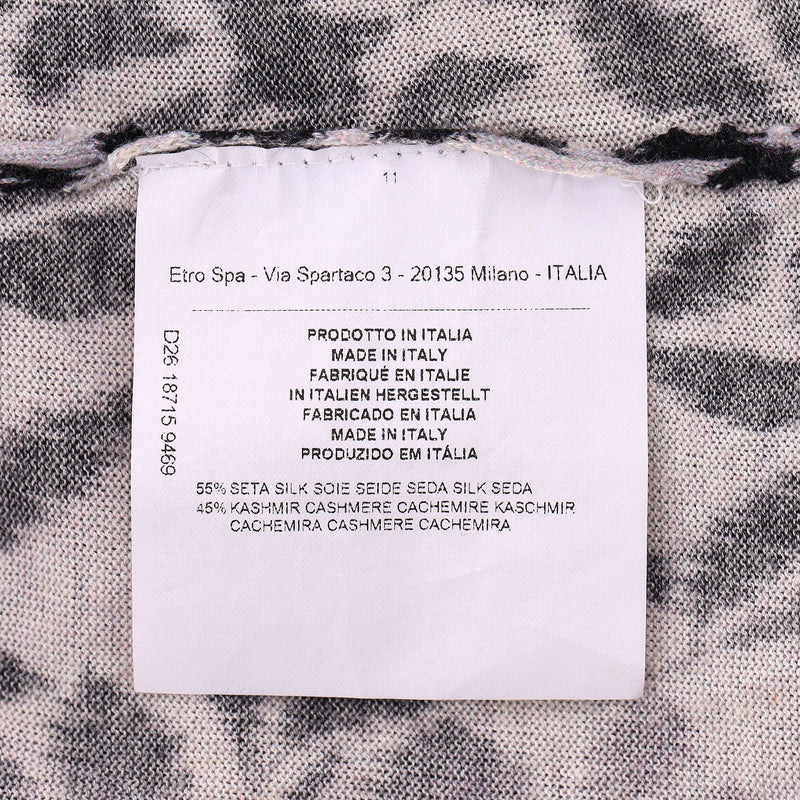 11
Etro Spa - Via Spartaco 3 - 20135 Milano - ITALIA
PRODOTTO IN ITALIA
MADE IN ITALY
FABRIQUÉ EN ITALIE
IN ITALIEN HERGESTELLT
FABRICADO EN ITALIA
MADE IN ITALY
PRODUZIDO EM ITÁLIA
D26 18715 9469
55% SETA SILK SOIE SEIDE SEDA SILK SEDA
45% KASHMIR CASHMERE CACHEMIRE KASCHMIR
CACHEMIRA CASHMERE CACHEMIRA